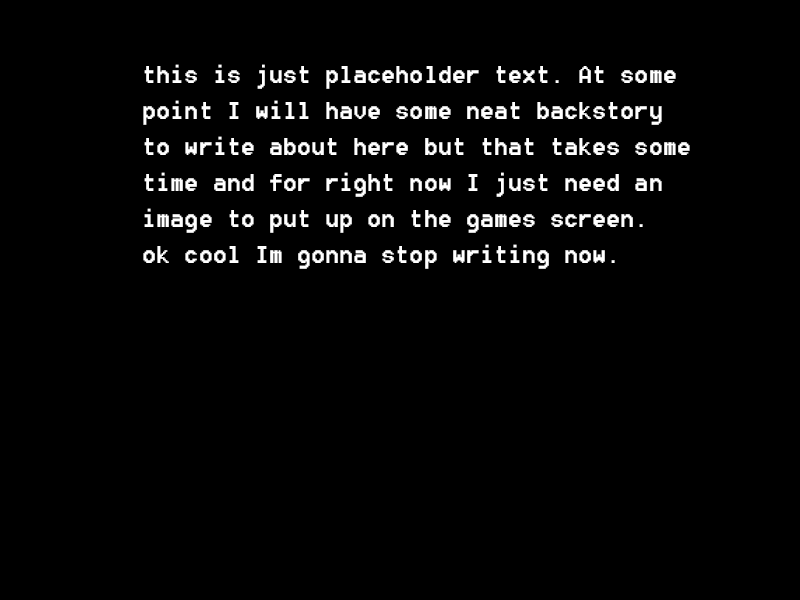 this is just placeholder text. At some
point I will have some neat backstory
to write about here but that takes some
time and for right now I just need an
image to put up on the games screen.
ok cool Im gonna stop writing now.